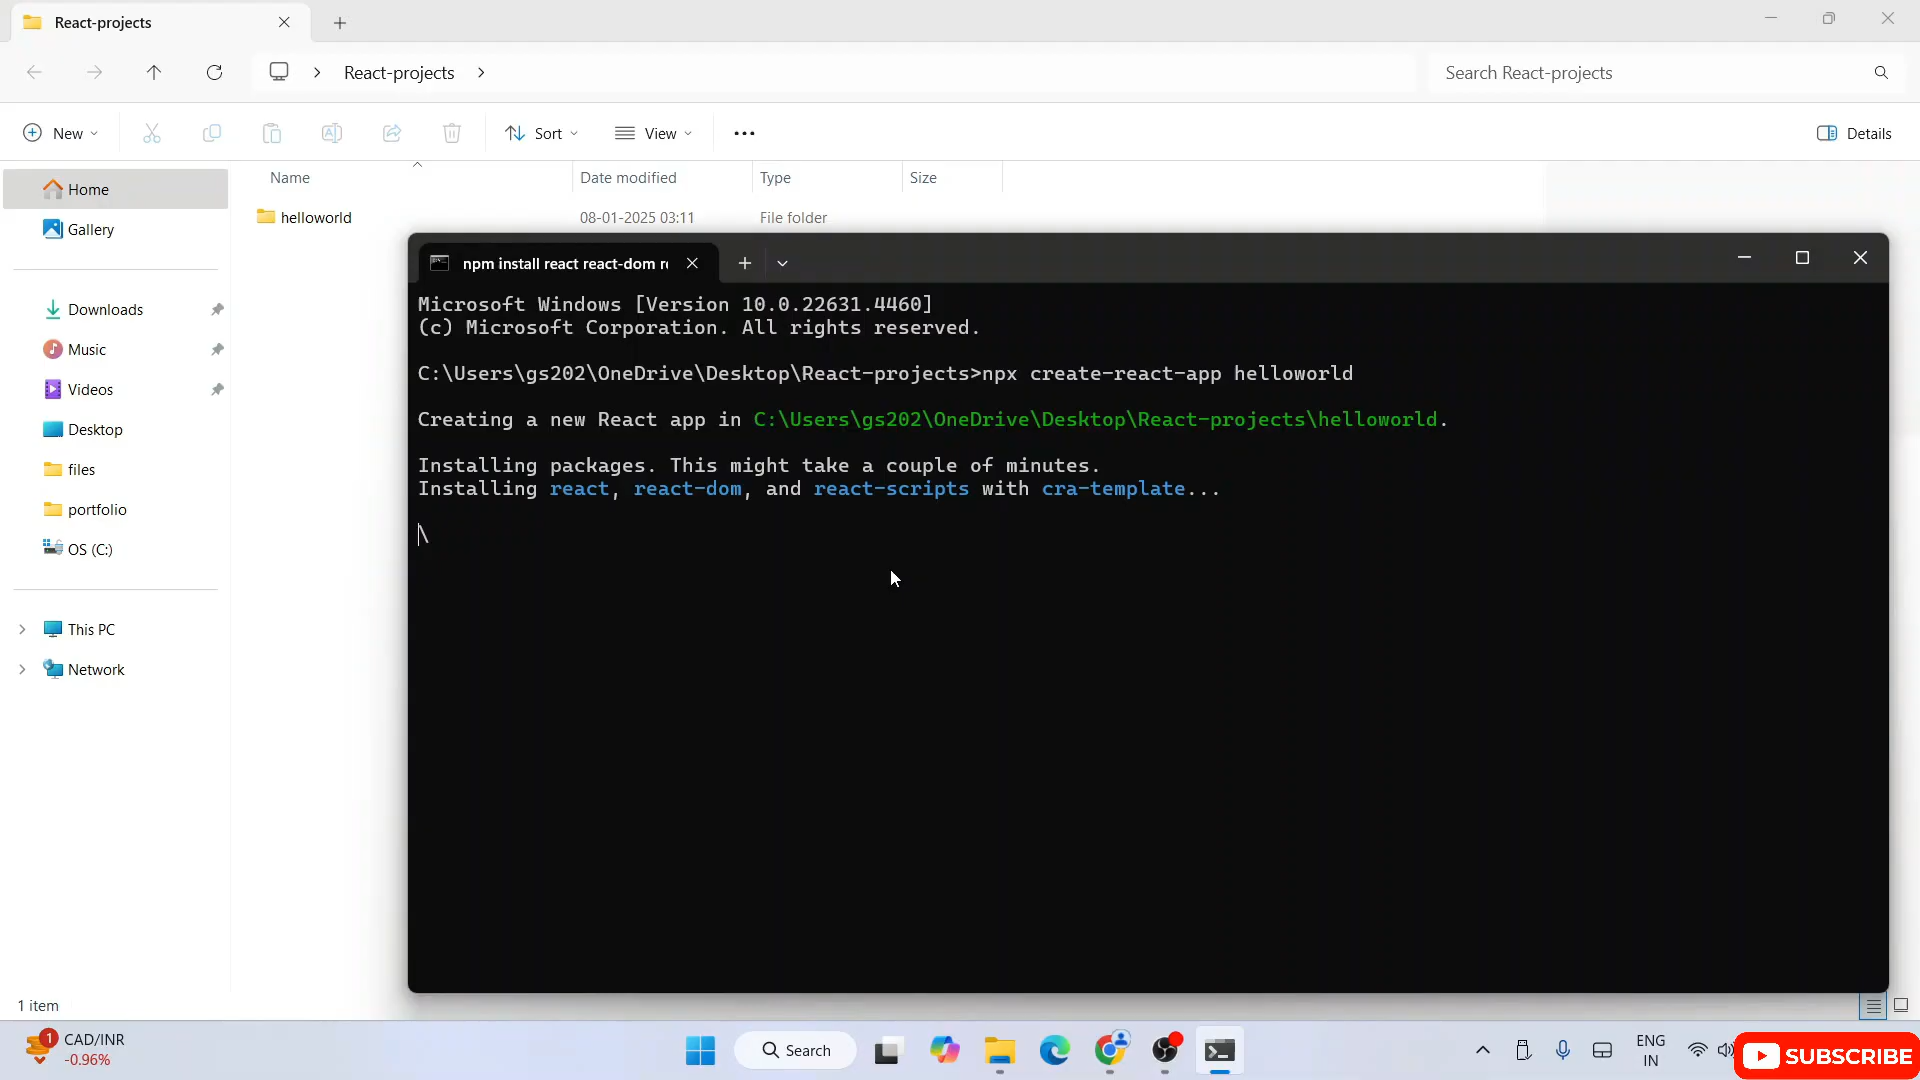 React-projects
React-projects
Search React-projects
New
Sort
View
Details
Name
Date modified
Type
Size
Home
helloworld
08-01-2025 03:11
File folder
Gallery
Downloads
Music
Videos
Desktop
files
portfolio
OS (C:)
This PC
Network
npm install react react-dom r
Microsoft Windows [Version 10.0.22631.4460]
(c) Microsoft Corporation. All rights reserved.
C:\Users\gs202\OneDrive\Desktop\React-projects>npx create-react-app helloworld
Creating a new React app in C:\Users\gs202\OneDrive\Desktop\React-projects\helloworld.
Installing packages. This might take a couple of minutes.
Installing react, react-dom, and react-scripts with cra-template...
\
1 item
1
CAD/INR
-0.96%
Search
ENG
IN
SUBSCRIBE